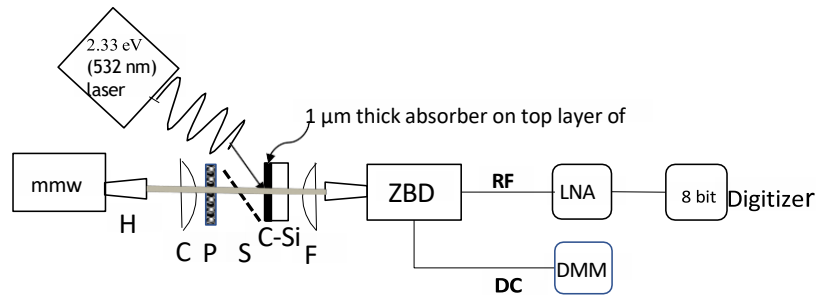 2.33 eV
(532 nm)
laser
1 μm thick absorber on top layer of
mmw
H
C
P
S
C-Si
F
ZBD
RF
LNA
8 bit
Digitizer
DC
DMM